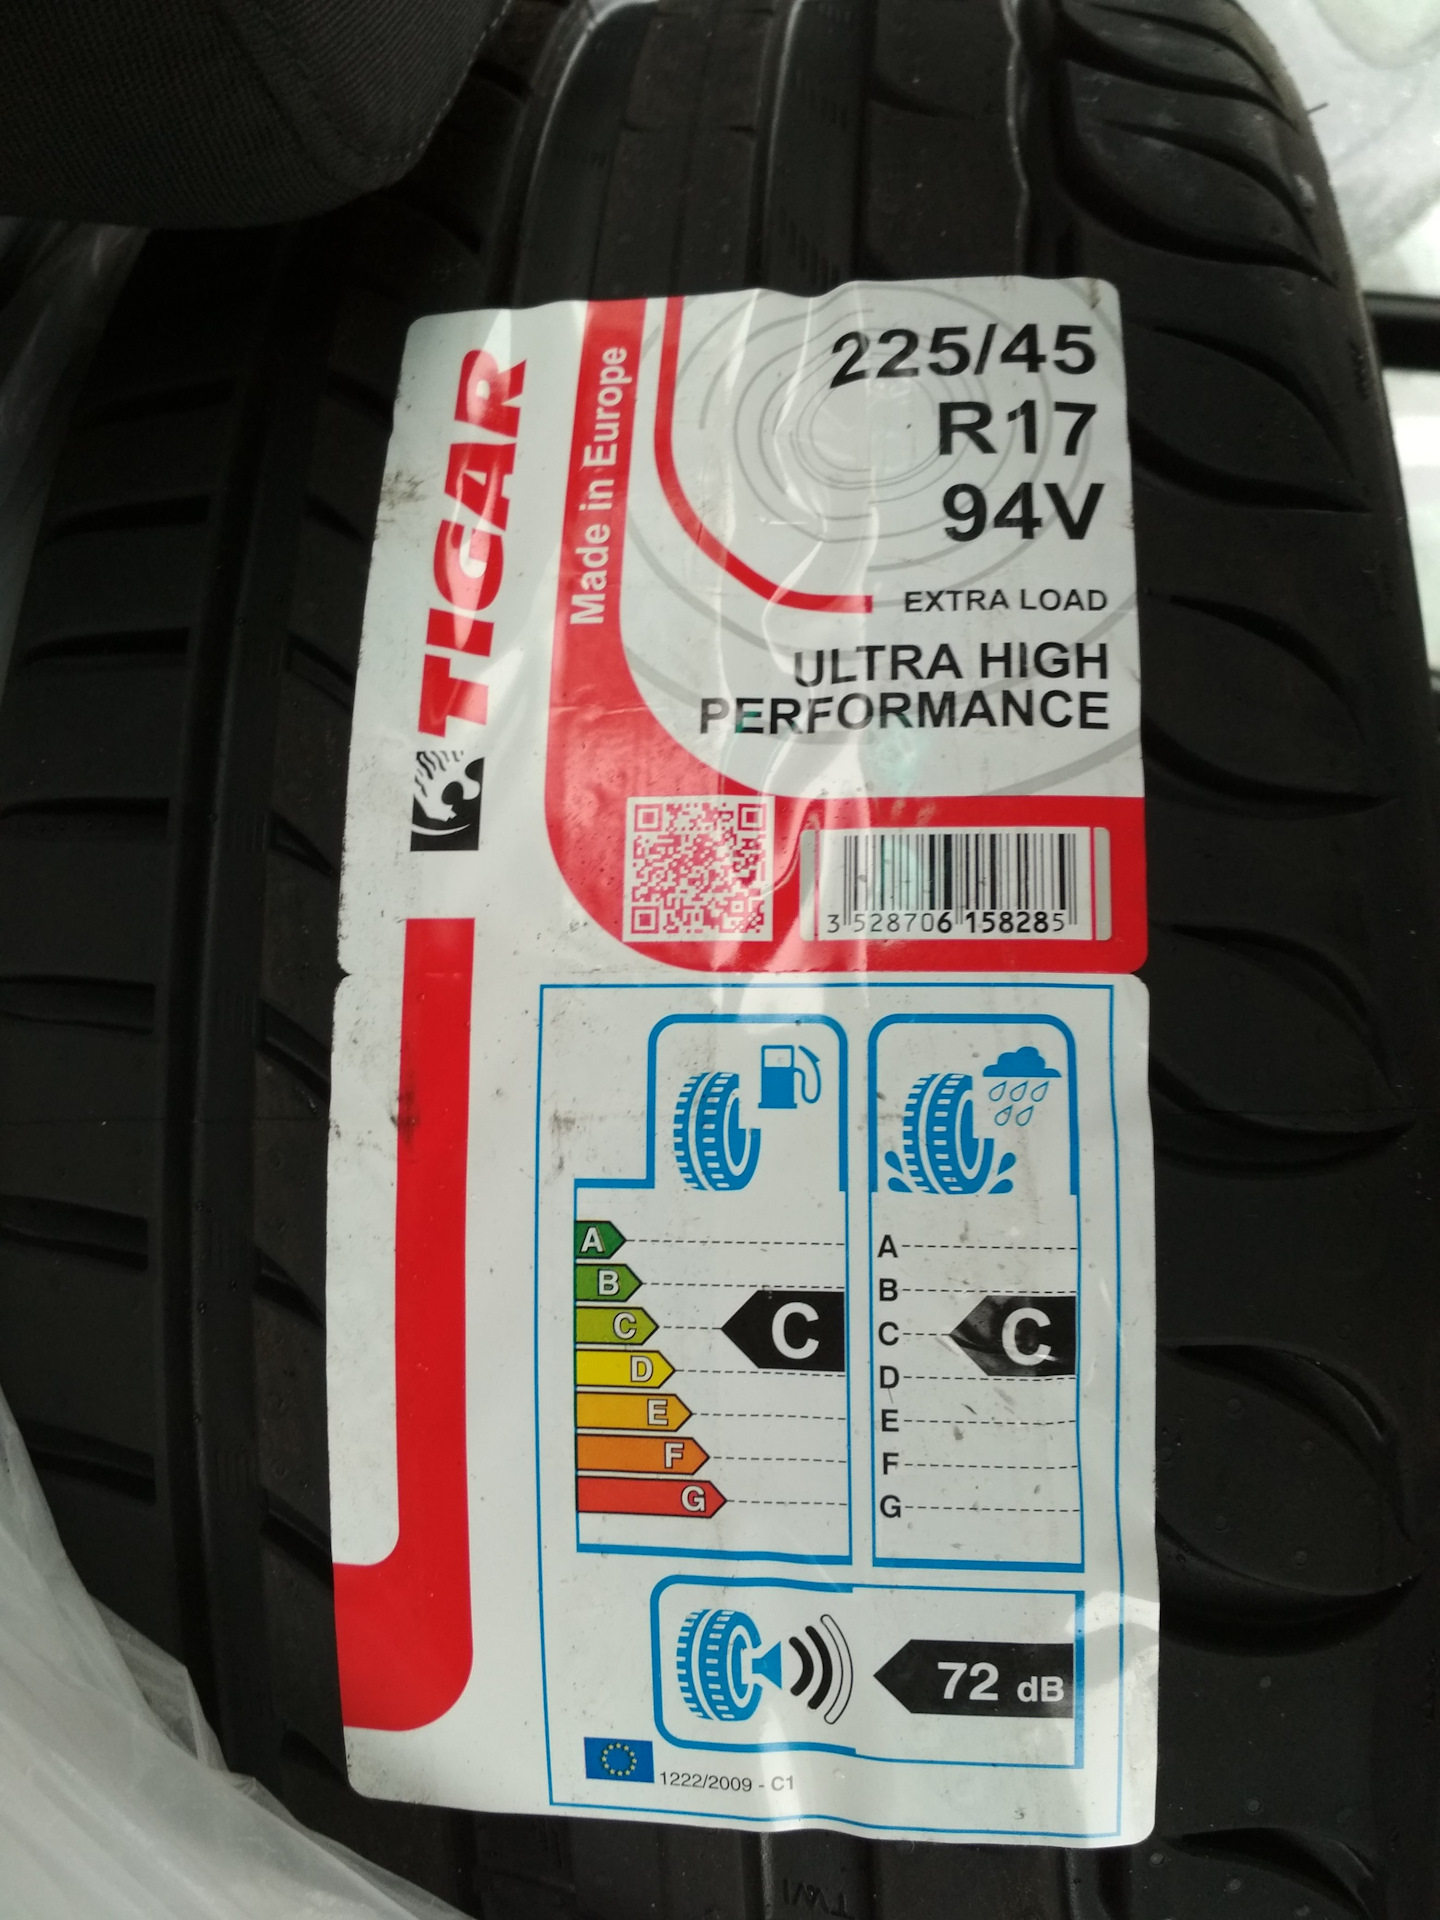 TIGAR
Made in Europe
225/45
R17
94V
EXTRA LOAD
ULTRA HIGH
PERFORMANCE
3 528706 158285
A
B
C
D
E
F
G
C
A
B
C
D
E
F
G
C
72 dB
1222/2009 - C1
TWI